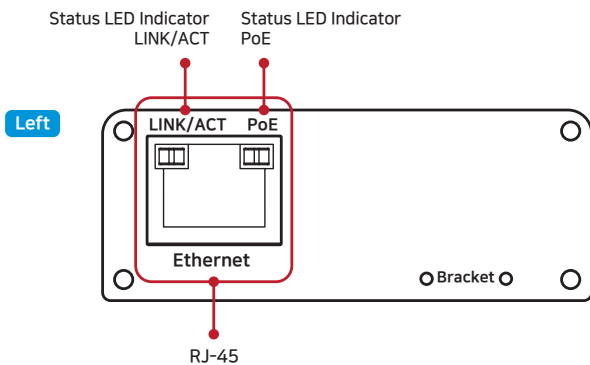 Status LED Indicator
LINK/ACT
Status LED Indicator
PoE
Left
LINK/ACT
PoE
Ethernet
Bracket
RJ-45